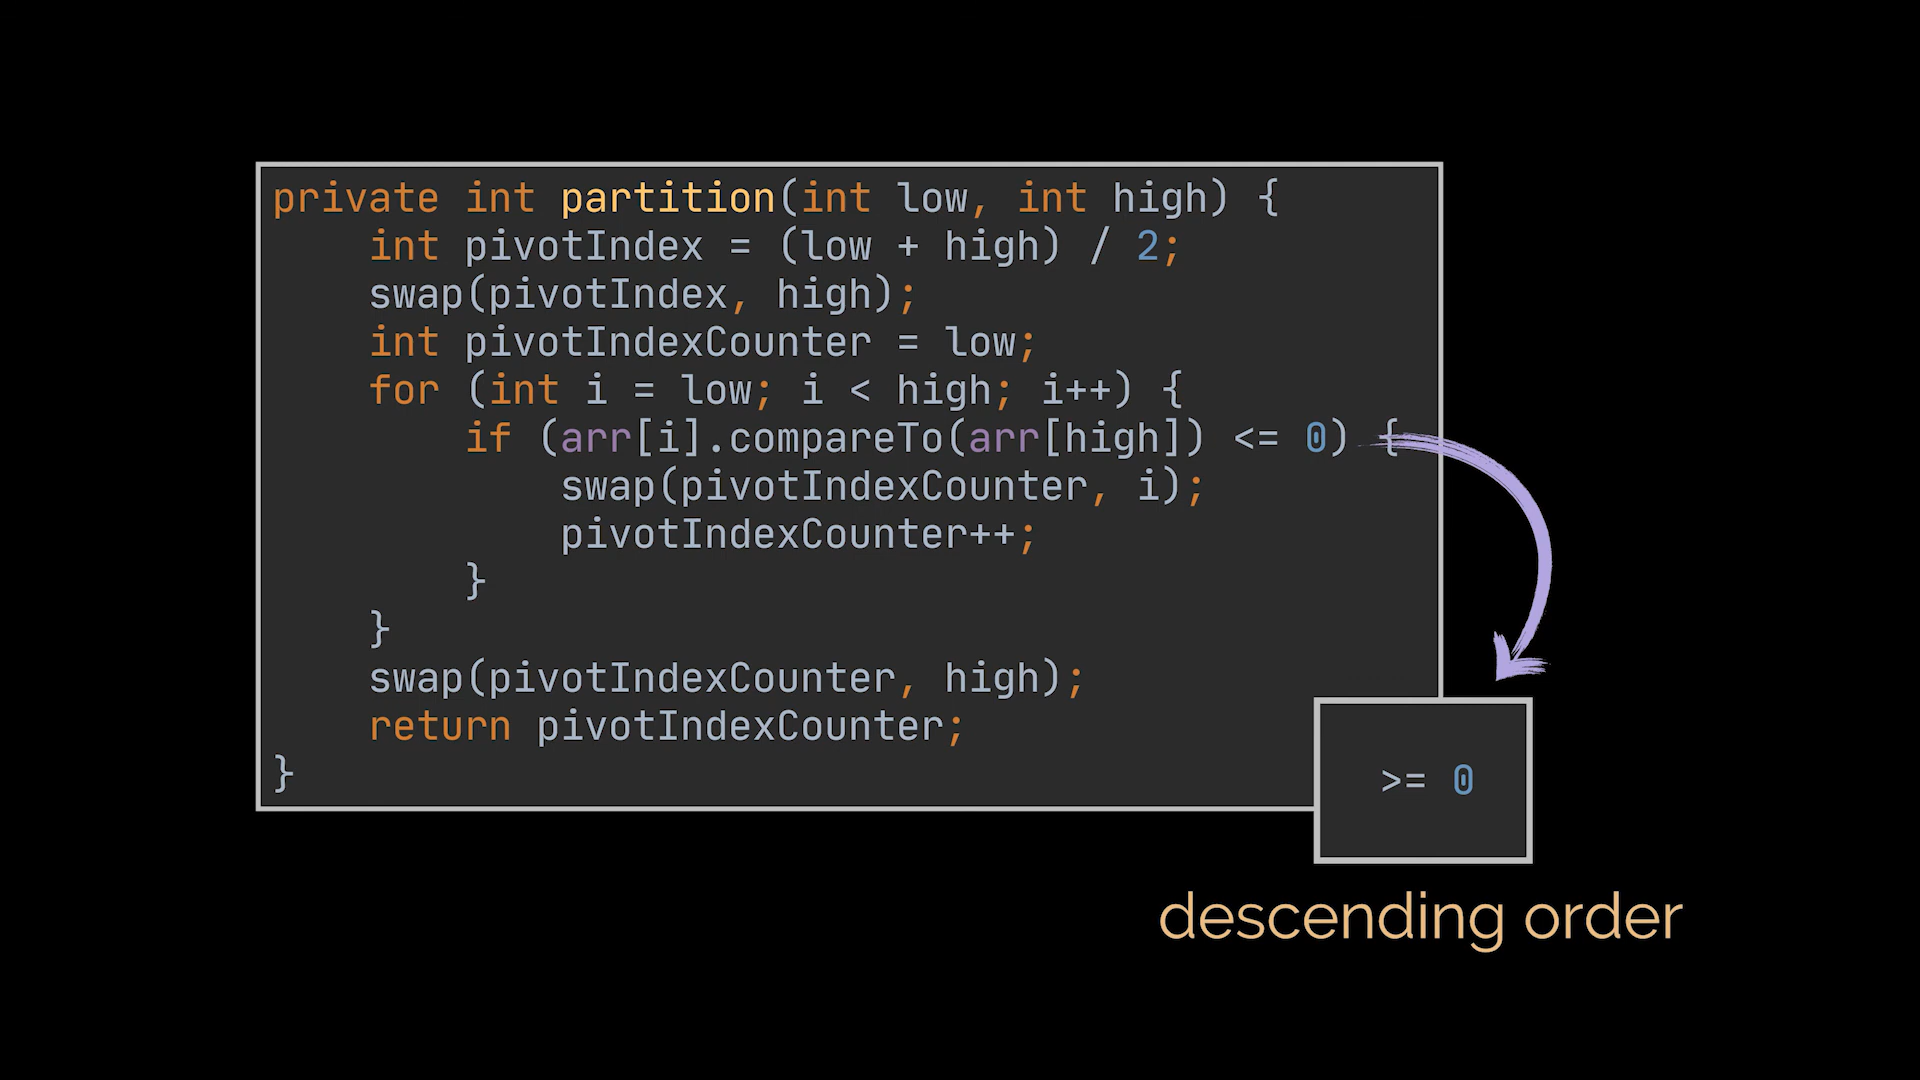 private int partition(int low, int high) {
    int pivotIndex = (low + high) / 2;
    swap(pivotIndex, high);
    int pivotIndexCounter = low;
    for (int i = low; i < high; i++) {
        if (arr[i].compareTo(arr[high]) <= 0) {
            swap(pivotIndexCounter, i);
            pivotIndexCounter++;
        }
    }
    swap(pivotIndexCounter, high);
    return pivotIndexCounter;
}
>= 0
descending order